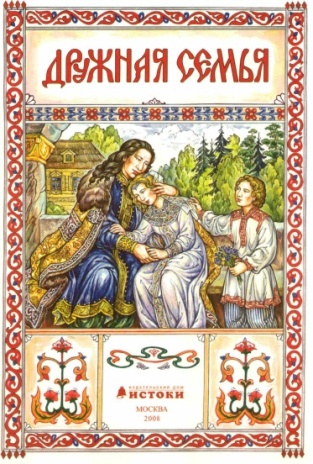 ДРУЖНАЯ СЕМЬЯ
ИЗДАТЕЛЬСКИЙ ДОМ
ИСТОКИ
МОСКВА
2008